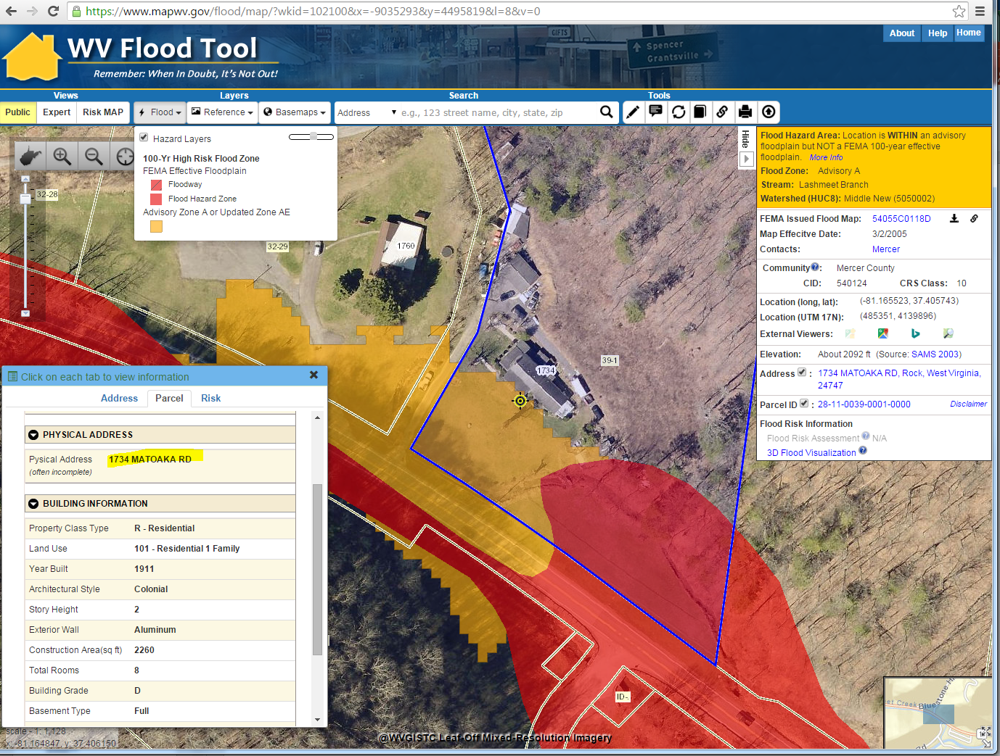 https://www.mapwv.gov/flood/map/?wkid=102100&x=-9035293&y=4495819&l=8&v=0
WV Flood Tool
Remember: When In Doubt, It's Not Out!
GIFTS
Spencer
Grantsville
About Help Home
Views Layers Search Tools
Public Expert Risk MAP Flood Reference Basemaps Address e.g., 123 street name, city, state, zip
Hazard Layers
100-Yr High Risk Flood Zone
FEMA Effective Floodplain
Floodway
Flood Hazard Zone
Advisory Zone A or Updated Zone AE
32-28
32-29
1760
1734
39-1
ID-.
Hide
Flood Hazard Area: Location is WITHIN an advisory
floodplain but NOT a FEMA 100-year effective
floodplain. More Info
Flood Zone: Advisory A
Stream: Lashmeet Branch
Watershed (HUC8): Middle New (5050002)
FEMA Issued Flood Map: 54055C0118D
Map Effecitve Date: 3/2/2005
Contacts: Mercer
Community: Mercer County
CID: 540124 CRS Class: 10
Location (long, lat): (-81.165523, 37.405743)
Location (UTM 17N): (485351, 4139896)
External Viewers:
Elevation: About 2092 ft (Source: SAMS 2003)
Address : 1734 MATOAKA RD, Rock, West Virginia,
24747
Parcel ID : 28-11-0039-0001-0000 Disclaimer
Flood Risk Information
Flood Risk Assessment N/A
3D Flood Visualization
Click on each tab to view information
Address Parcel Risk
PHYSICAL ADDRESS
Pysical Address 1734 MATOAKA RD
(often incomplete)
BUILDING INFORMATION
Property Class Type R - Residential
Land Use 101 - Residential 1 Family
Year Built 1911
Architectural Style Colonial
Story Height 2
Exterior Wall Aluminum
Construction Area(sq ft) 2260
Total Rooms 8
Building Grade D
Basement Type Full
scale - 1: 1,128
x: -81.164847, y: 37.406150
@WVGISTC Leaf-Off Mixed-Resolution Imagery
et Creek
Bluestone H
Rd